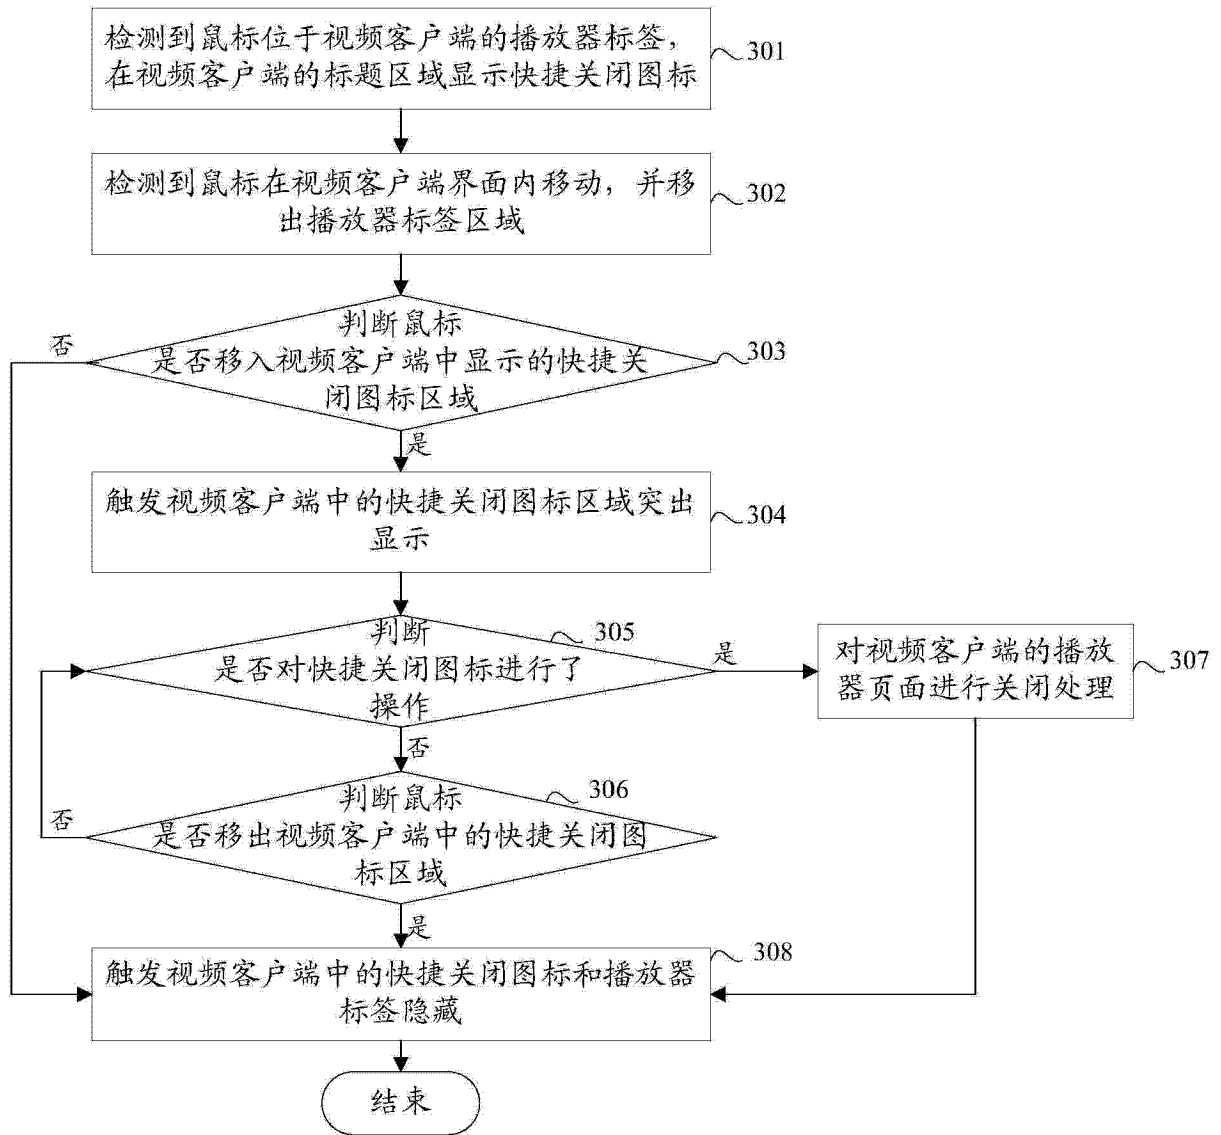 检测到鼠标位于视频客户端的播放器标签，
在视频客户端的标题区域显示快捷关闭图标
301
检测到鼠标在视频客户端界面内移动，并移
出播放器标签区域
302
判断鼠标
是否移入视频客户端中显示的快捷关
闭图标区域
303
否
是
触发视频客户端中的快捷关闭图标区域突出
显示
304
判断
是否对快捷关闭图标进行了
操作
305
是
对视频客户端的播放
器页面进行关闭处理
307
否
判断鼠标
是否移出视频客户端中的快捷关闭图
标区域
306
否
是
触发视频客户端中的快捷关闭图标和播放器
标签隐藏
308
结束